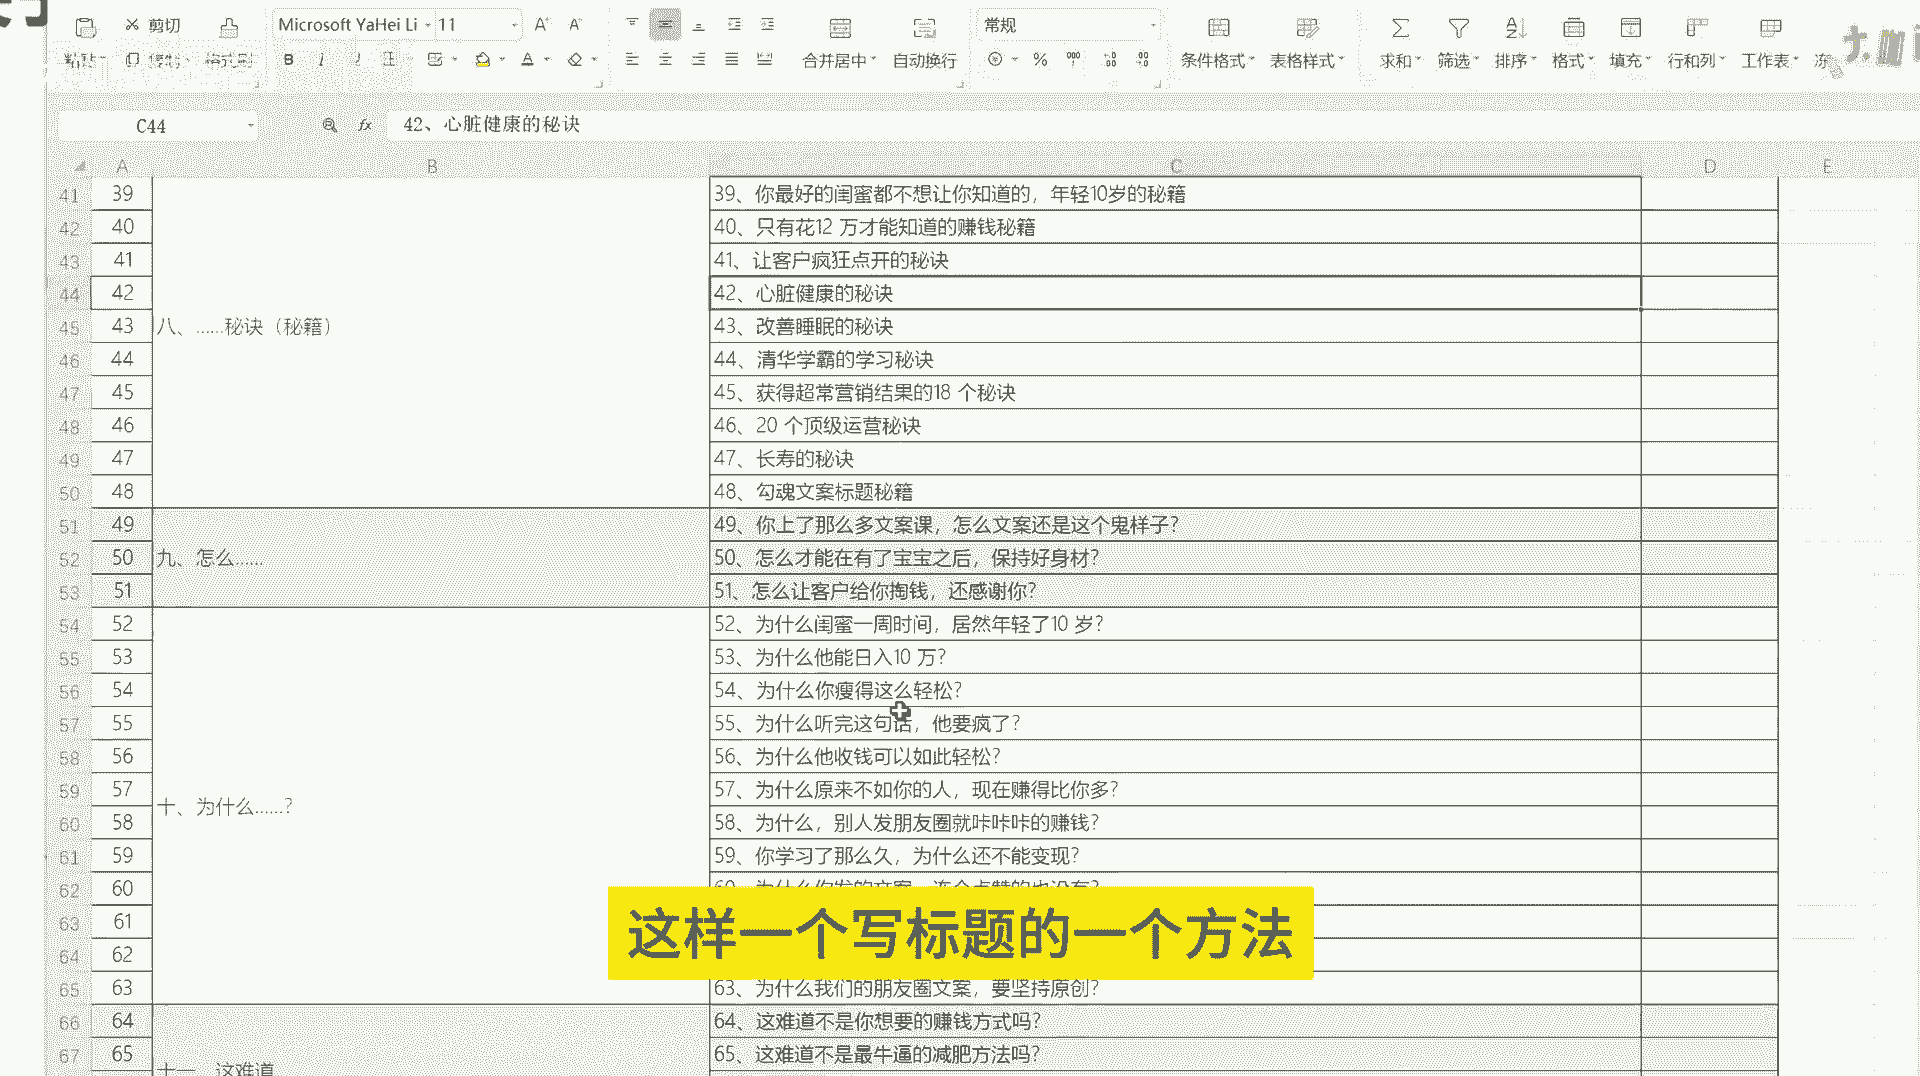 剪切
Microsoft YaHei Li 11 A⁺ A⁻ 常规
B I 合并居中 自动换行 % 条件格式 表格样式 求和 筛选 排序 格式 填充 行和列 工作表 冻
C44 fx 42、心脏健康的秘诀
A B C D E
41 39 39、你最好的闺蜜都不想让你知道的，年轻10岁的秘籍
42 40 40、只有花12 万才能知道的赚钱秘籍
43 41 41、让客户疯狂点开的秘诀
44 42 42、心脏健康的秘诀
45 43 八、……秘诀（秘籍） 43、改善睡眠的秘诀
46 44 44、清华学霸的学习秘诀
47 45 45、获得超常营销结果的18 个秘诀
48 46 46、20 个顶级运营秘诀
49 47 47、长寿的秘诀
50 48 48、勾魂文案标题秘籍
51 49 49、你上了那么多文案课，怎么文案还是这个鬼样子？
52 50 九、怎么…… 50、怎么才能在有了宝宝之后，保持好身材？
53 51 51、怎么让客户给你掏钱，还感谢你？
54 52 52、为什么闺蜜一周时间，居然年轻了10 岁？
55 53 53、为什么他能日入10 万？
56 54 54、为什么你瘦得这么轻松？
57 55 55、为什么听完这句话，他要疯了？
58 56 56、为什么他收钱可以如此轻松？
59 57 十、为什么……？ 57、为什么原来不如你的人，现在赚得比你多？
60 58 58、为什么，别人发朋友圈就咔咔咔的赚钱？
61 59 59、你学习了那么久，为什么还不能变现？
62 60
63 61
这样一个写标题的一个方法
64 62
65 63 63、为什么我们的朋友圈文案，要坚持原创？
66 64 64、这难道不是你想要的赚钱方式吗？
67 65 十一、这难道 65、这难道不是最牛逼的减肥方法吗？